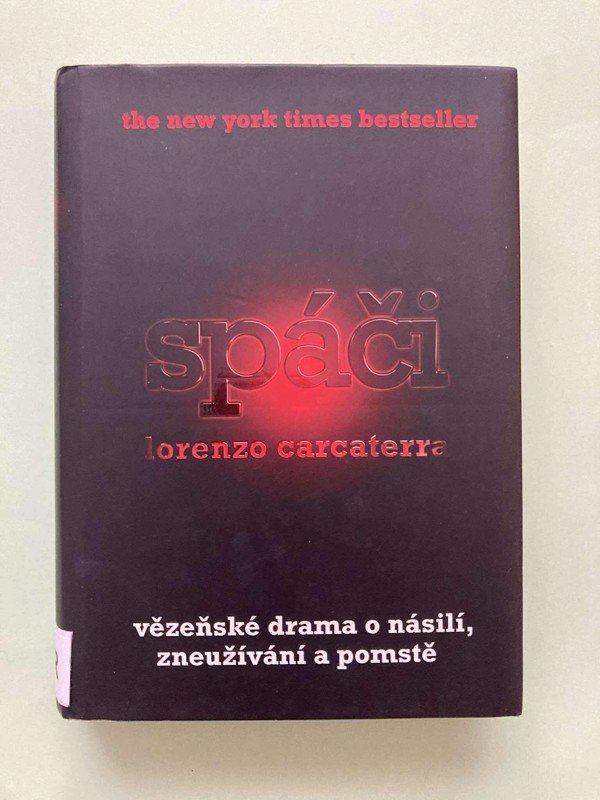 the new york times bestseller
spáči
lorenzo carcaterra
vězeňské drama o násilí,
zneužívání a pomstě